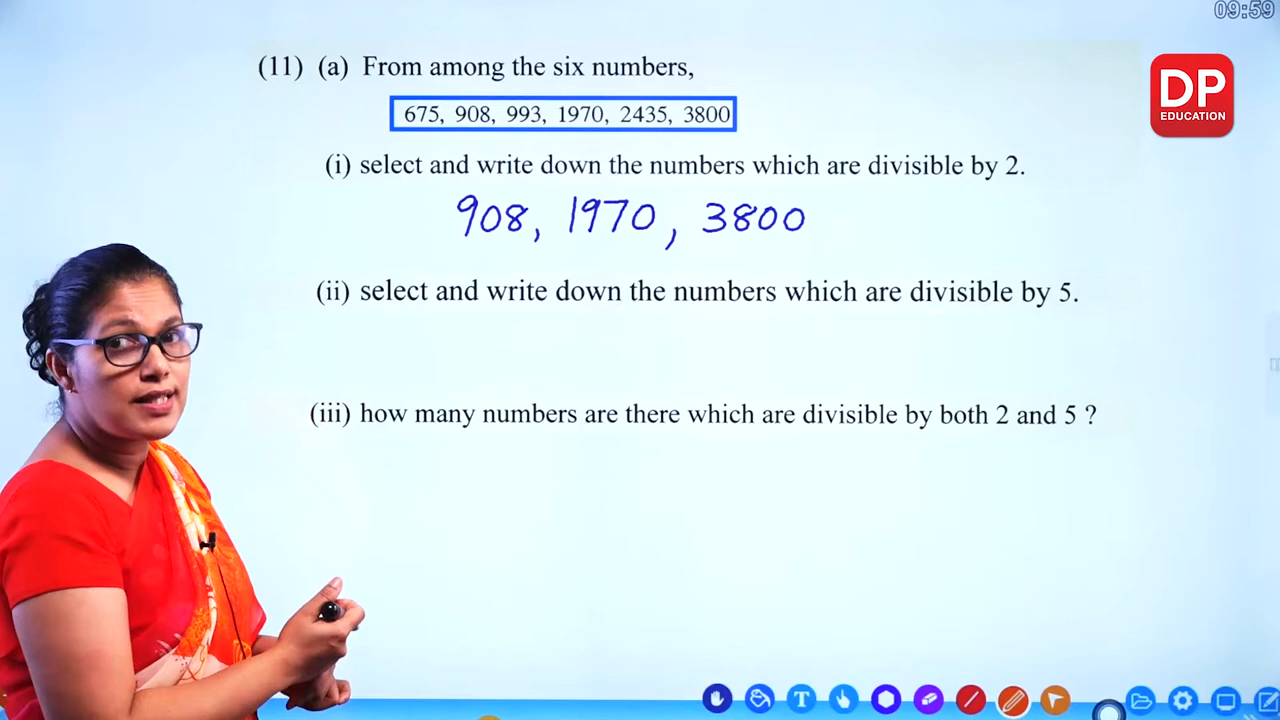 09:59
DP
EDUCATION
(11) (a) From among the six numbers,
675, 908, 993, 1970, 2435, 3800
(i) select and write down the numbers which are divisible by 2.
908, 1970, 3800
(ii) select and write down the numbers which are divisible by 5.
(iii) how many numbers are there which are divisible by both 2 and 5 ?
T